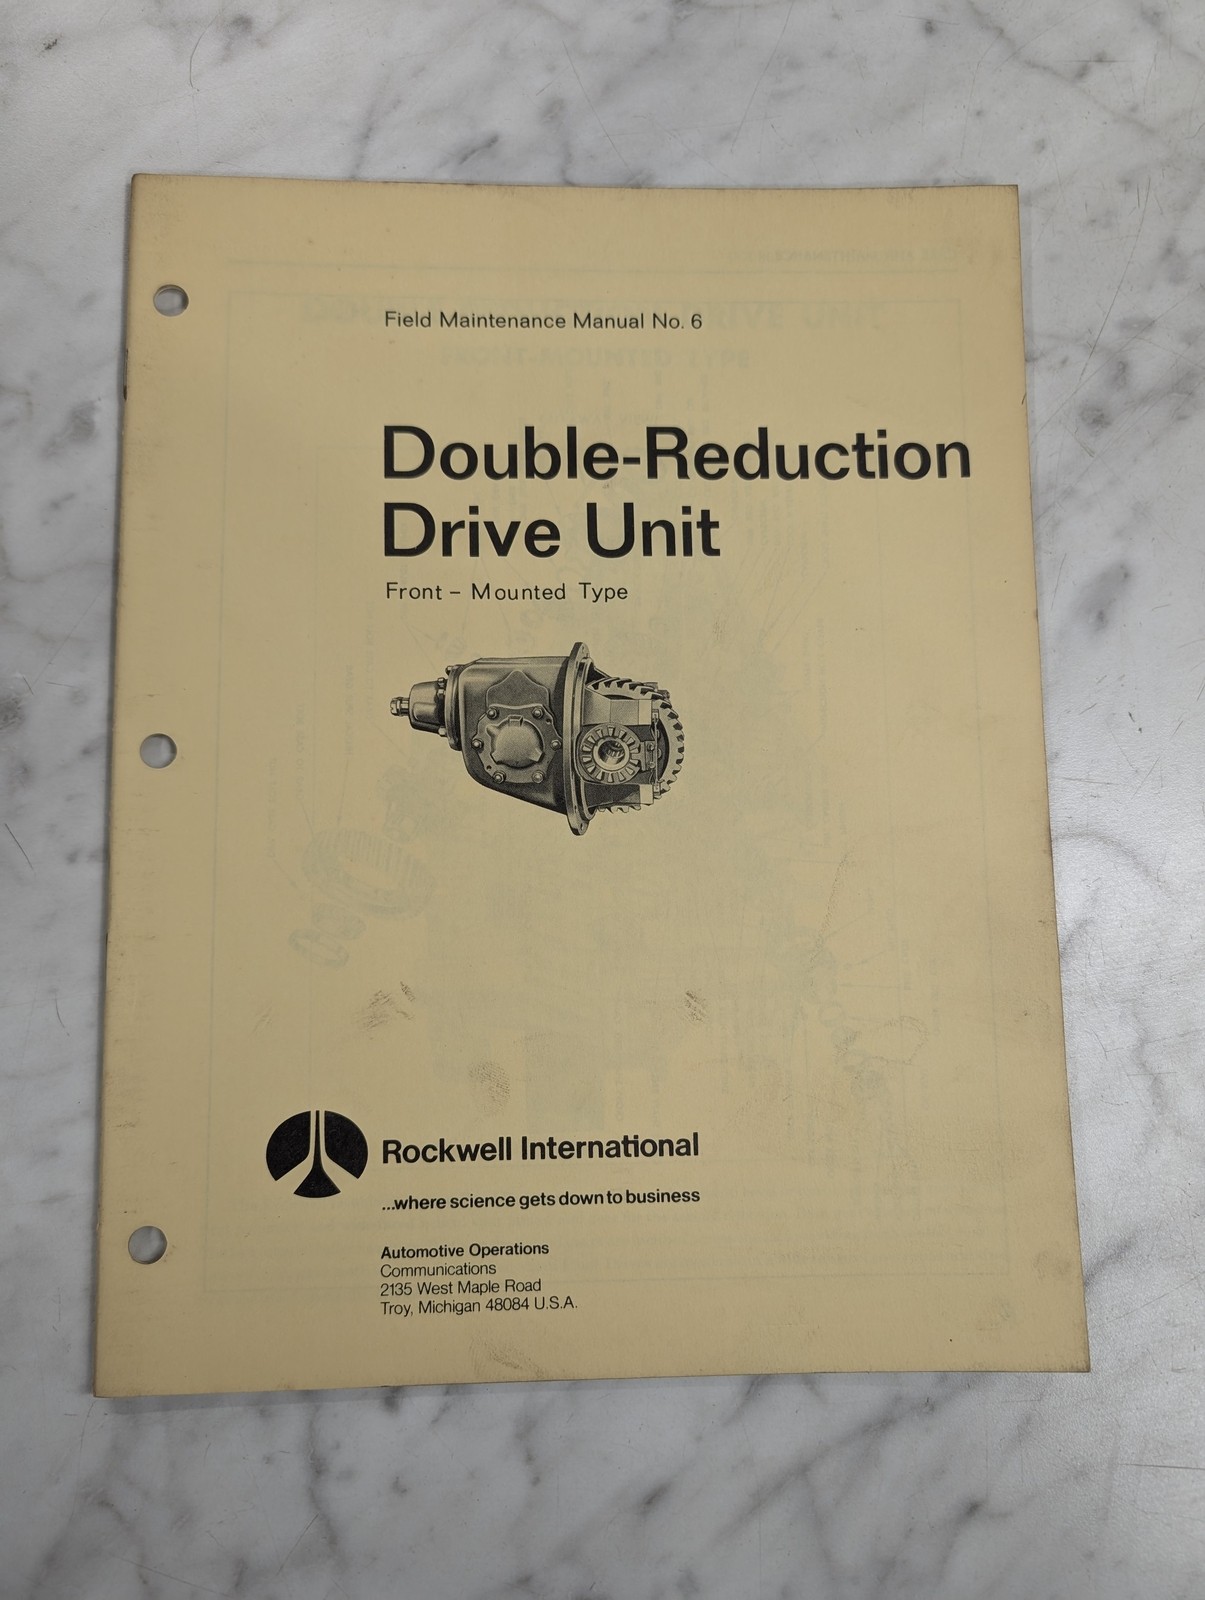 Field Maintenance Manual No. 6
Double-Reduction
Drive Unit
Front – Mounted Type
Rockwell International
...where science gets down to business
Automotive Operations
Communications
2135 West Maple Road
Troy, Michigan 48084 U.S.A.